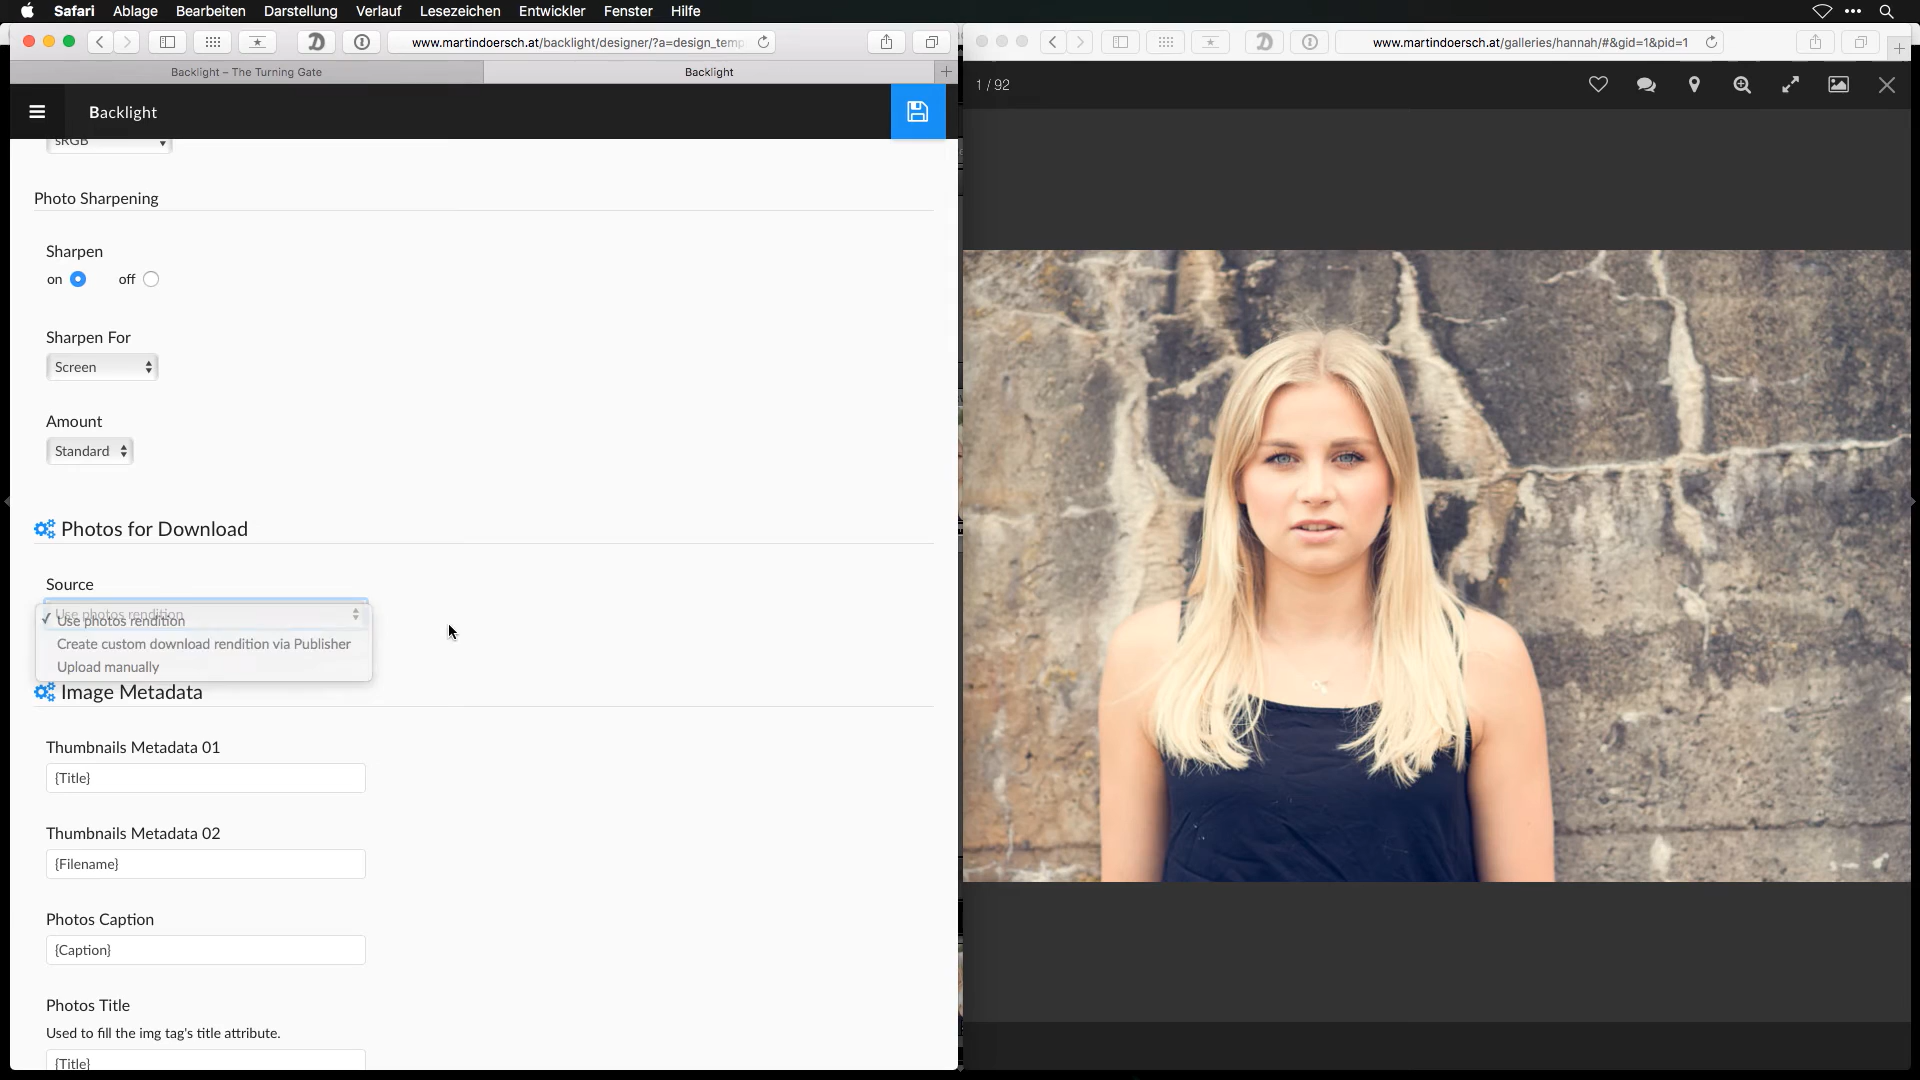 Safari Ablage Bearbeiten Darstellung Verlauf Lesezeichen Entwickler Fenster Hilfe
www.martindoersch.at/backlight/designer/?a=design_temp
Backlight – The Turning Gate
Backlight
Backlight
sRGB
Photo Sharpening
Sharpen
on off
Sharpen For
Screen
Amount
Standard
Photos for Download
Source
Use photos rendition
✓ Use photos rendition
Create custom download rendition via Publisher
Upload manually
Image Metadata
Thumbnails Metadata 01
{Title}
Thumbnails Metadata 02
{Filename}
Photos Caption
{Caption}
Photos Title
Used to fill the img tag's title attribute.
{Title}
www.martindoersch.at/galleries/hannah/#&gid=1&pid=1
1 / 92